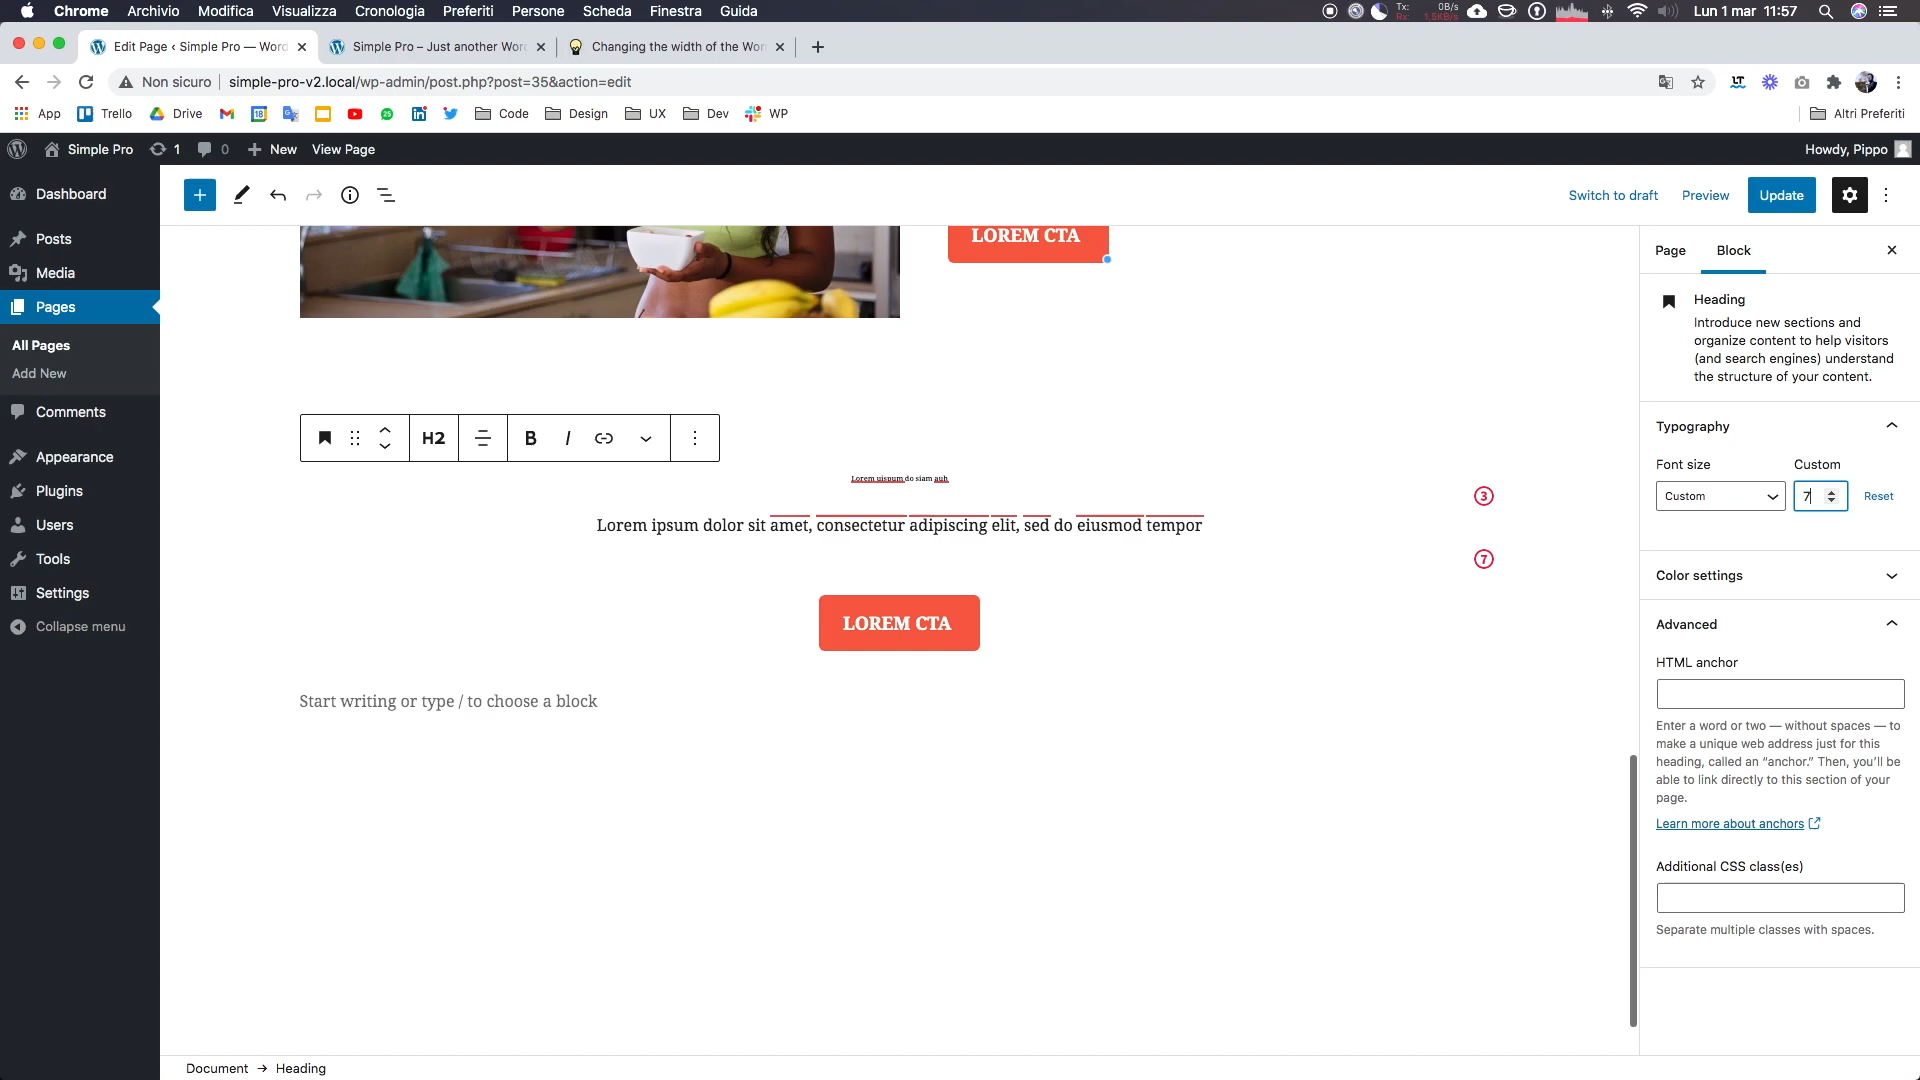 Chrome Archivio Modifica Visualizza Cronologia Preferiti Persone Scheda Finestra Guida
Tx: 0B/s
Rx: 1,5KB/s
Lun 1 mar 11:57
Edit Page ‹ Simple Pro — Word
Simple Pro – Just another Wor
Changing the width of the Wor
Non sicuro simple-pro-v2.local/wp-admin/post.php?post=35&action=edit
App Trello Drive 18 Code Design UX Dev WP Altri Preferiti
Simple Pro 1 0 New View Page Howdy, Pippo
Dashboard
Posts
Media
Pages
All Pages
Add New
Comments
Appearance
Plugins
Users
Tools
Settings
Collapse menu
Switch to draft Preview Update
LOREM CTA
H2 B I
Lorem uispum do siam auh
3
Lorem ipsum dolor sit amet, consectetur adipiscing elit, sed do eiusmod tempor
7
LOREM CTA
Start writing or type / to choose a block
Page Block
Heading
Introduce new sections and
organize content to help visitors
(and search engines) understand
the structure of your content.
Typography
Font size Custom
Custom 7 Reset
Color settings
Advanced
HTML anchor
Enter a word or two — without spaces — to
make a unique web address just for this
heading, called an “anchor.” Then, you’ll be
able to link directly to this section of your
page.
Learn more about anchors
Additional CSS class(es)
Separate multiple classes with spaces.
Document → Heading